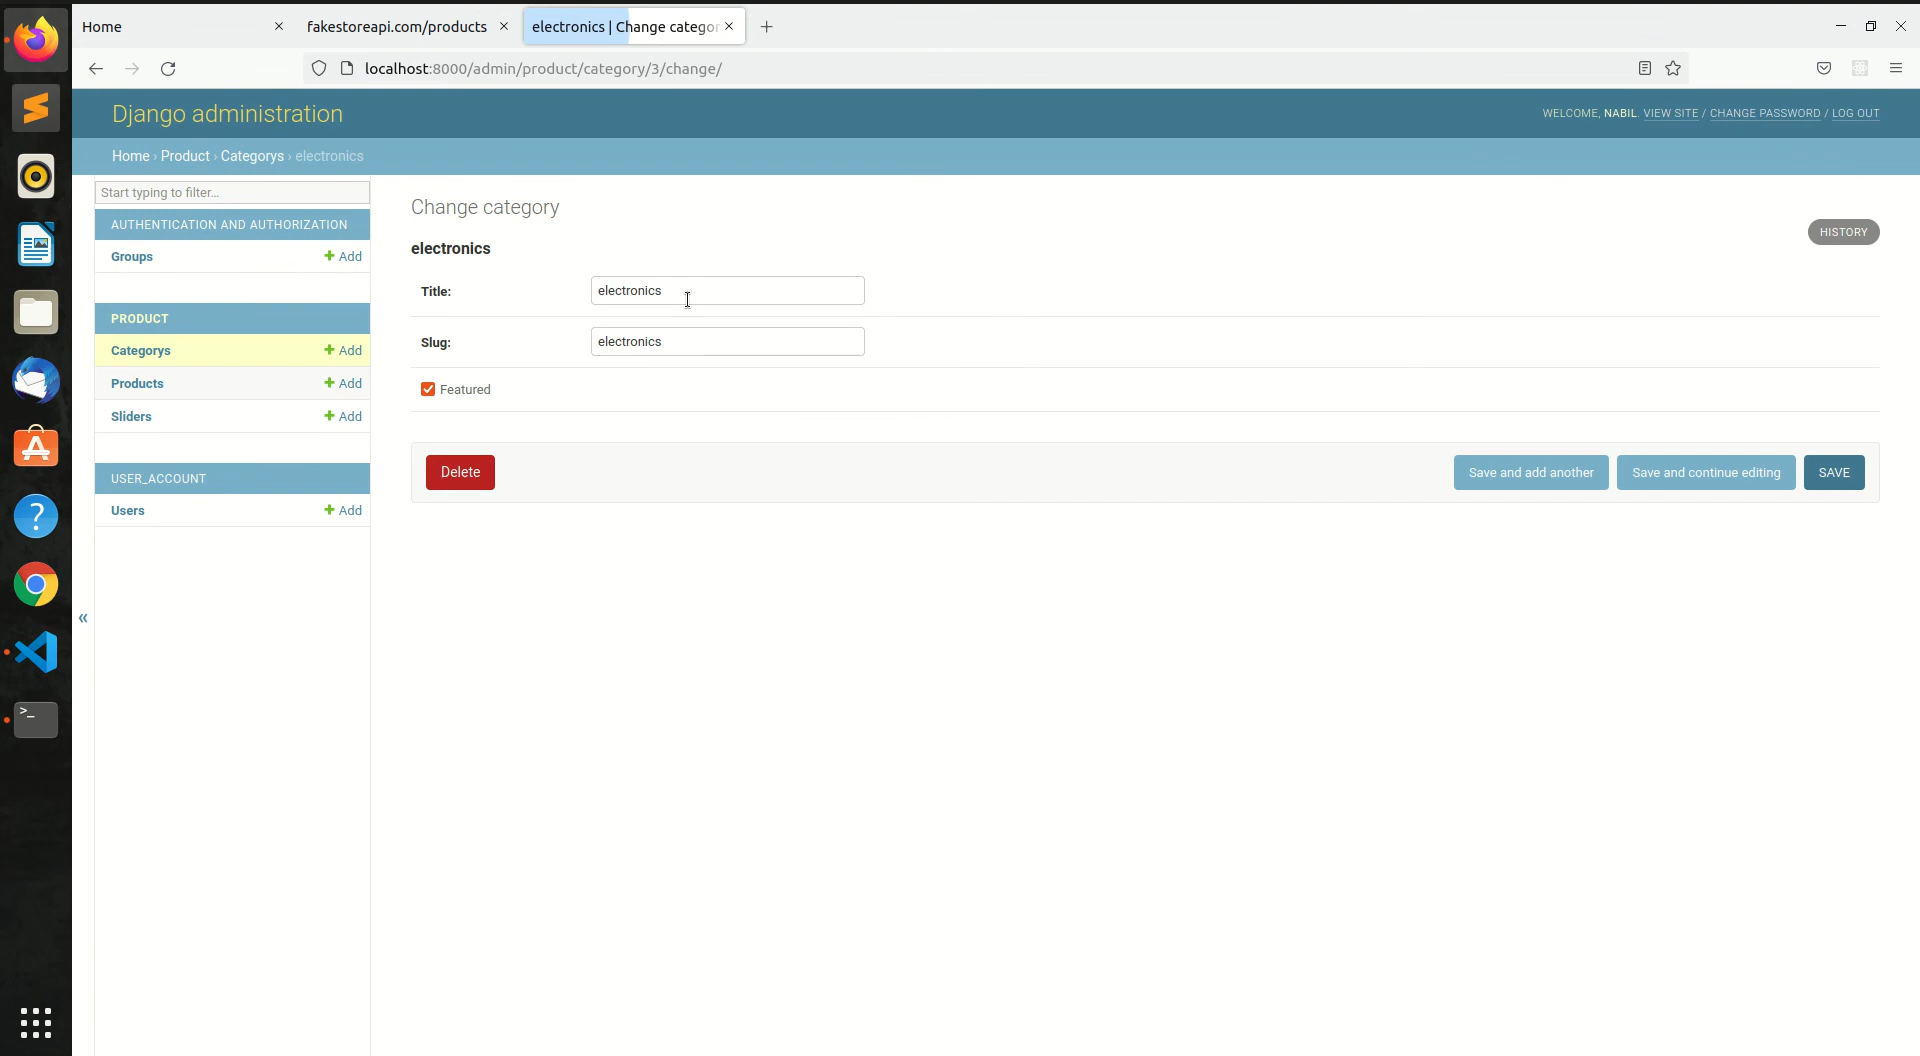 Home
fakestoreapi.com/products
electronics | Change categor
localhost:8000/admin/product/category/3/change/
Django administration
WELCOME, NABIL. VIEW SITE / CHANGE PASSWORD / LOG OUT
Home › Product › Categorys › electronics
Start typing to filter...
AUTHENTICATION AND AUTHORIZATION
Groups + Add
PRODUCT
Categorys + Add
Products + Add
Sliders + Add
USER_ACCOUNT
Users + Add
«
Change category
HISTORY
electronics
Title: electronics
Slug: electronics
Featured
Delete
Save and add another
Save and continue editing
SAVE